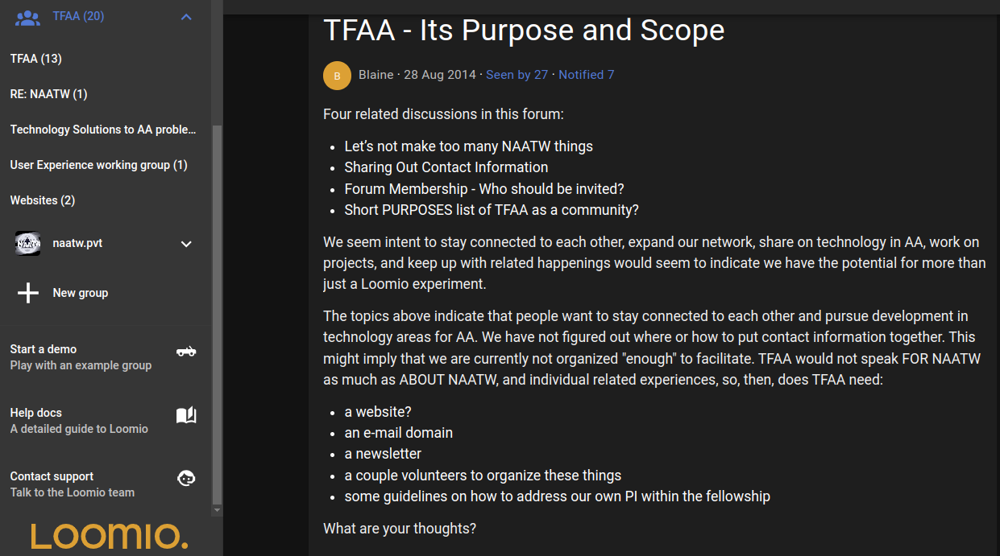 TFAA (20)
TFAA (13)
RE: NAATW (1)
Technology Solutions to AA proble…
User Experience working group (1)
Websites (2)
NAATW
naatw.pvt
New group
Start a demo
Play with an example group
Help docs
A detailed guide to Loomio
Contact support
Talk to the Loomio team
LOOMIO.
TFAA - Its Purpose and Scope
B
Blaine · 28 Aug 2014 · Seen by 27 · Notified 7
Four related discussions in this forum:
• Let’s not make too many NAATW things
• Sharing Out Contact Information
• Forum Membership - Who should be invited?
• Short PURPOSES list of TFAA as a community?
We seem intent to stay connected to each other, expand our network, share on technology in AA, work on
projects, and keep up with related happenings would seem to indicate we have the potential for more than
just a Loomio experiment.
The topics above indicate that people want to stay connected to each other and pursue development in
technology areas for AA. We have not figured out where or how to put contact information together. This
might imply that we are currently not organized "enough" to facilitate. TFAA would not speak FOR NAATW
as much as ABOUT NAATW, and individual related experiences, so, then, does TFAA need:
• a website?
• an e-mail domain
• a newsletter
• a couple volunteers to organize these things
• some guidelines on how to address our own PI within the fellowship
What are your thoughts?